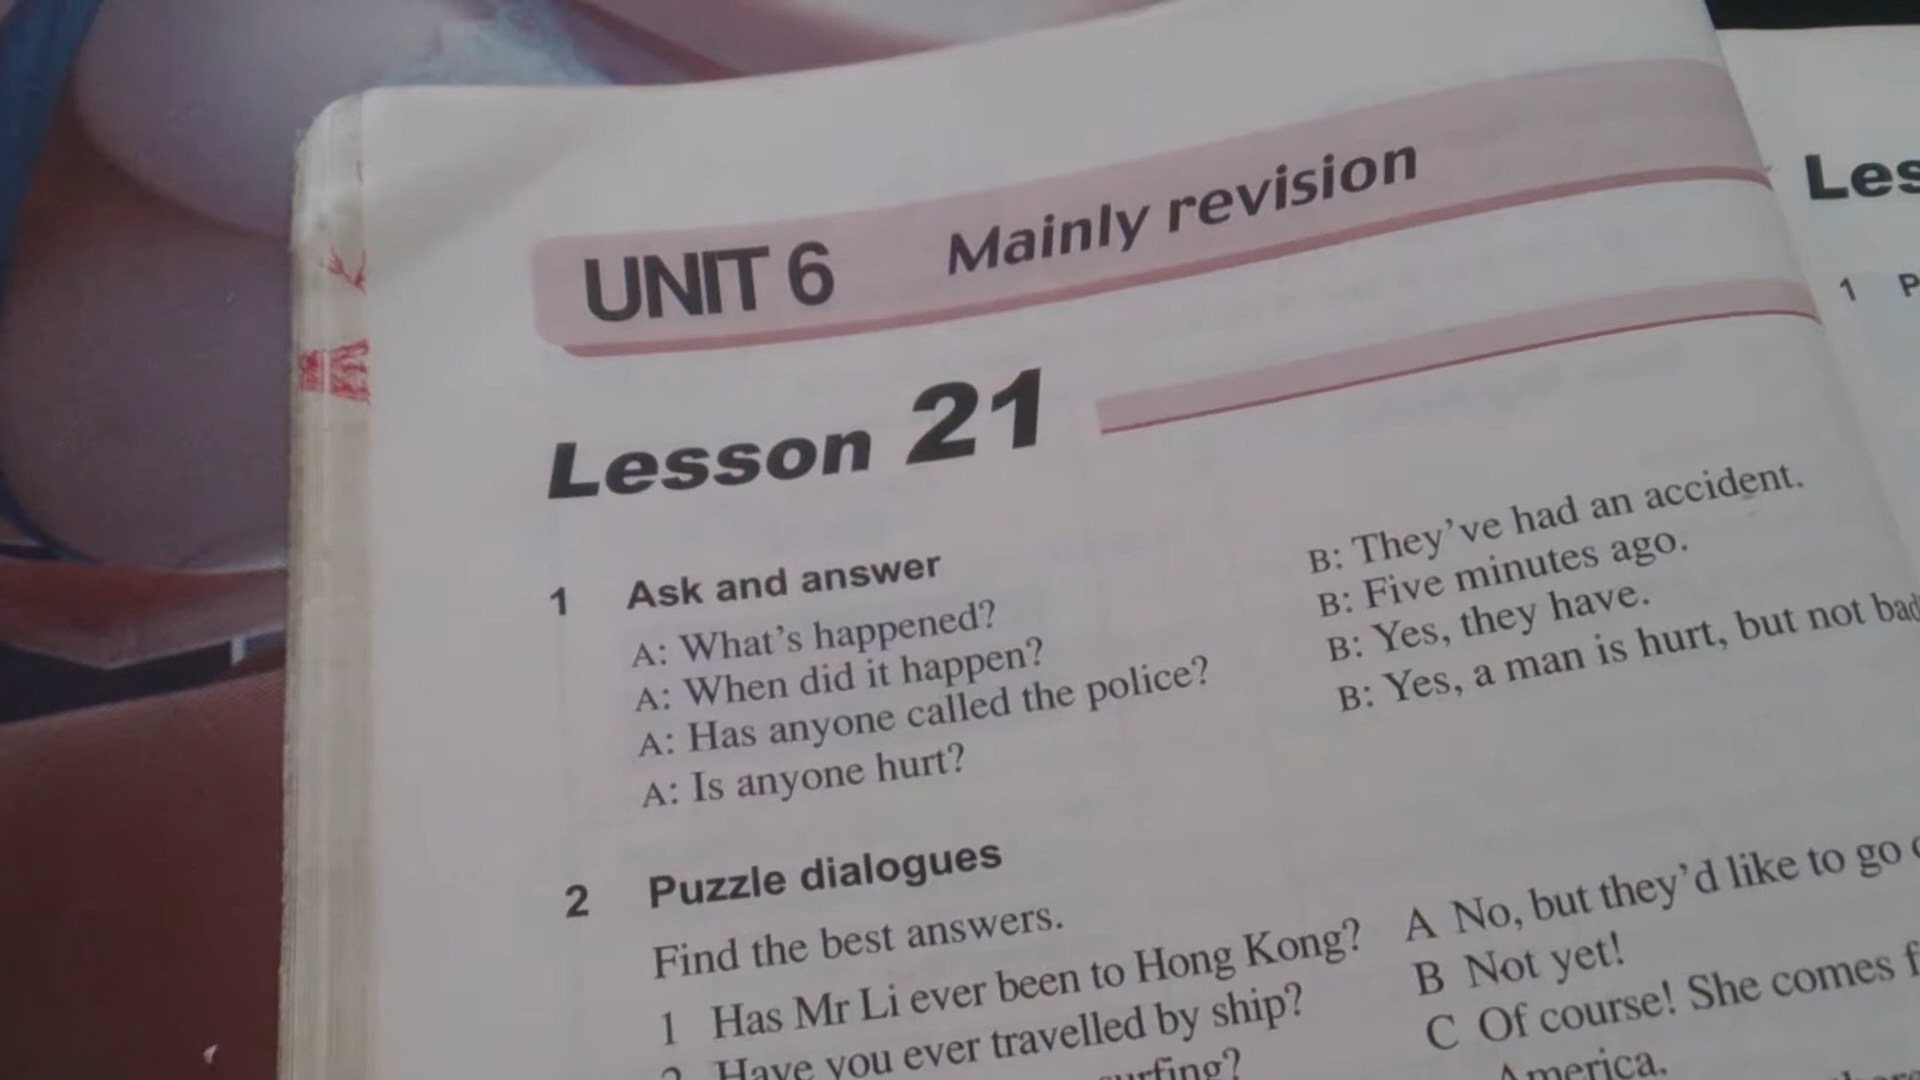 UNIT 6 Mainly revision
Lesson 21
1 Ask and answer
A: What's happened? B: They've had an accident.
A: When did it happen? B: Five minutes ago.
A: Has anyone called the police? B: Yes, they have.
A: Is anyone hurt? B: Yes, a man is hurt, but not
2 Puzzle dialogues
Find the best answers.
1 Has Mr Li ever been to Hong Kong?
Have you ever travelled by ship?
A No, but they'd like to go
B Not yet!
C Of course! She comes
America.
1